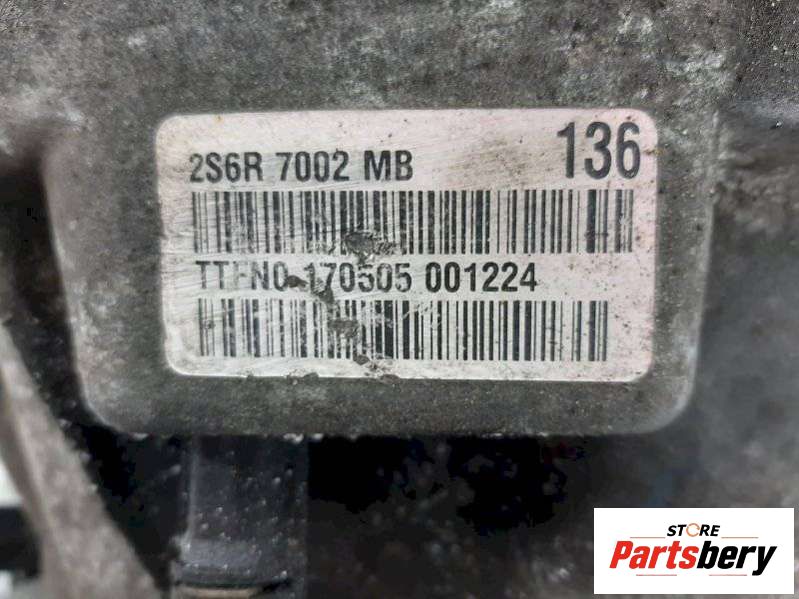 2S6R 7002 MB 136
TTFN0 170505 001224
STORE
Partsbery